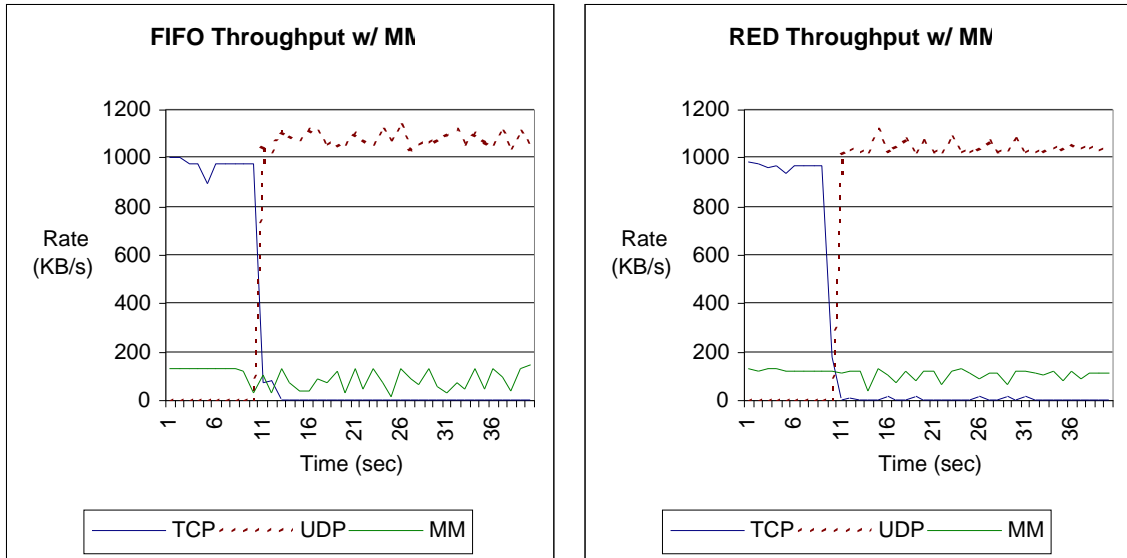 FIFO Throughput w/ MM
1200
1000
800
600
400
200
0
Rate
(KB/s)
1
6
11
16
21
26
31
36
Time (sec)
TCP
UDP
MM
RED Throughput w/ MM
1200
1000
800
600
400
200
0
Rate
(KB/s)
1
6
11
16
21
26
31
36
Time (sec)
TCP
UDP
MM